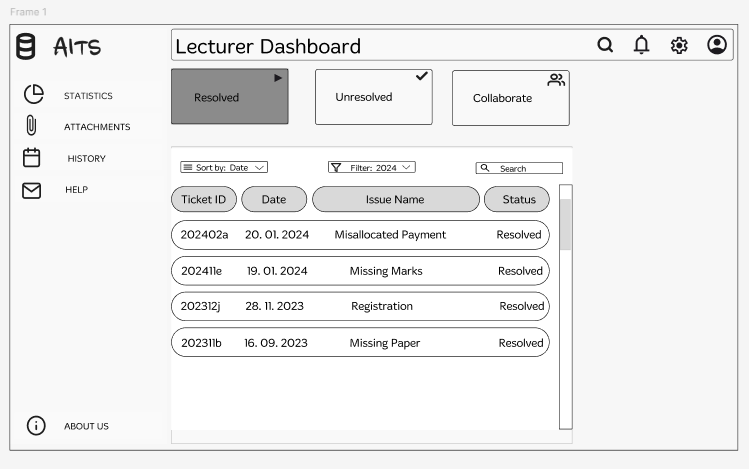 Frame 1
AITS
Lecturer Dashboard
STATISTICS
ATTACHMENTS
HISTORY
HELP
ABOUT US
Resolved
Unresolved
Collaborate
Sort by: Date
Filter: 2024
Search
Ticket ID Date Issue Name Status
202402a 20. 01. 2024 Misallocated Payment Resolved
202411e 19. 01. 2024 Missing Marks Resolved
202312j 28. 11. 2023 Registration Resolved
202311b 16. 09. 2023 Missing Paper Resolved